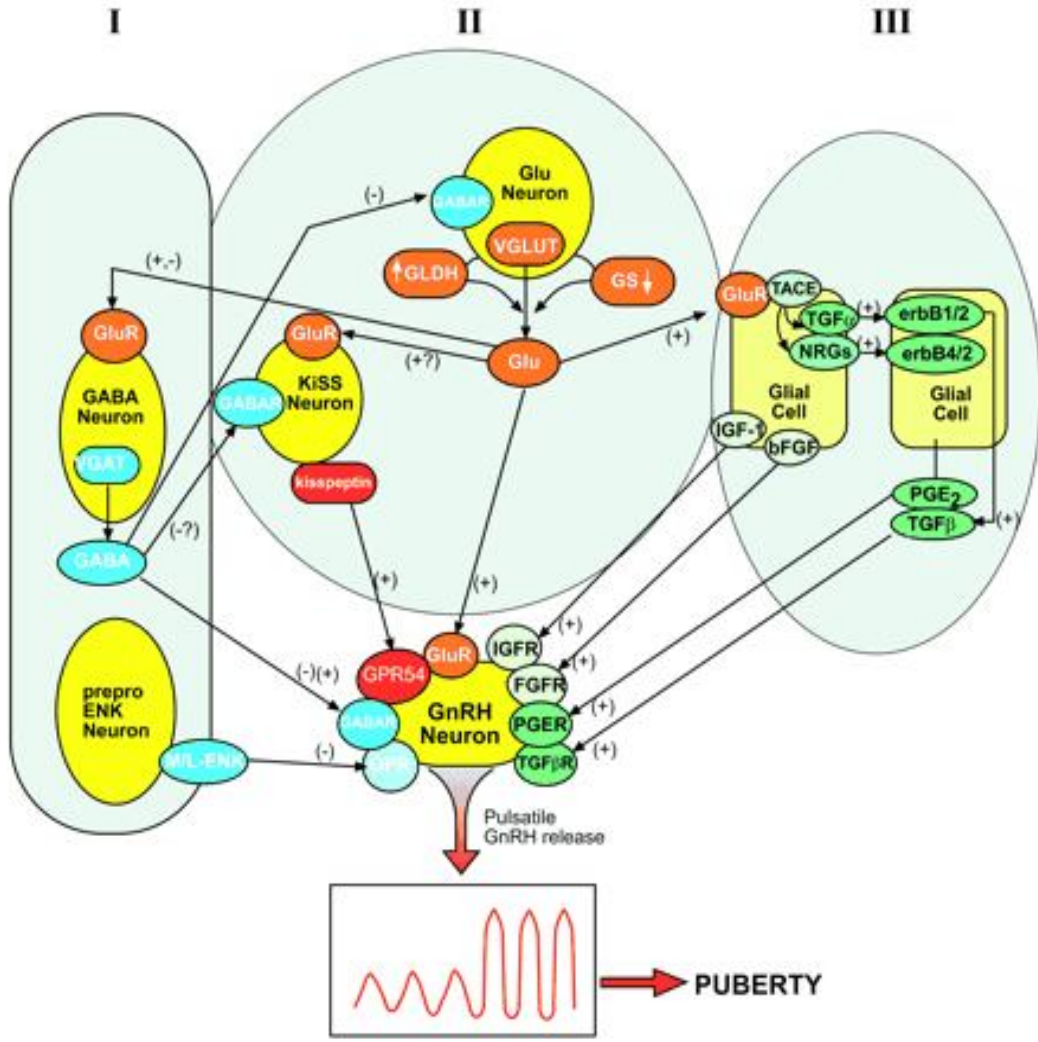 I
II
III
Glu
Neuron
GABAR
(-)
VGLUT
↑GLDH
GS↓
(+,-)
GluR
TACE
TGFα
(+)
erbB1/2
NRGs
(+)
erbB4/2
Glial
Cell
Glial
Cell
IGF-1
bFGF
PGE2
TGFβ
(+)
(+)
GluR
GluR
(+?)
Glu
GABA
Neuron
GABAR
KiSS
Neuron
VGAT
kisspeptin
(-?)
GABA
(+)
(+)
(+)
IGFR
GluR
GPR54
(-)(+)
(+)
FGFR
prepro
ENK
Neuron
GABAR
GnRH
Neuron
PGER
(+)
M/L-ENK
(-)
OPR
TGFβR
(+)
Pulsatile
GnRH release
PUBERTY